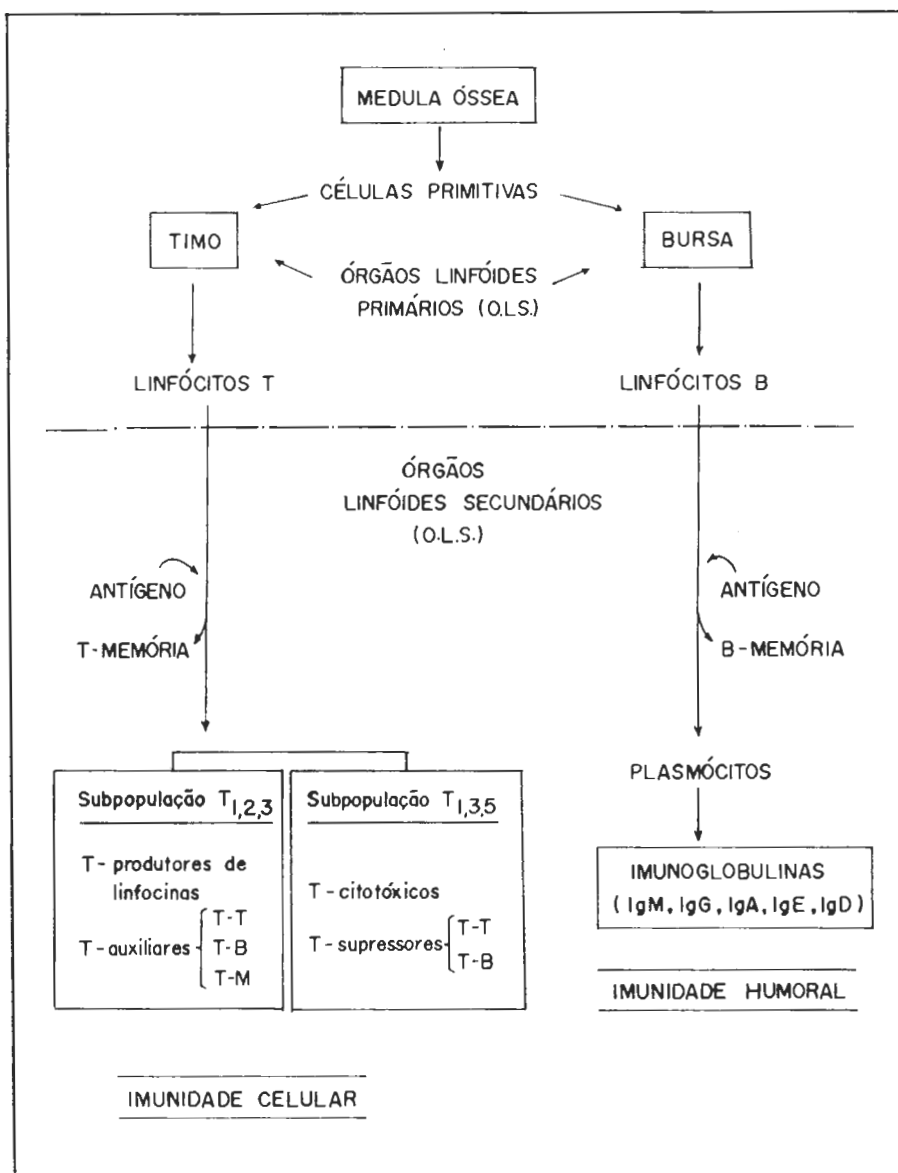 MEDULA ÓSSEA
CÉLULAS PRIMITIVAS
TIMO
BURSA
ÓRGÃOS LINFÓIDES
PRIMÁRIOS (O.L.S.)
LINFÓCITOS T
LINFÓCITOS B
ÓRGÃOS
LINFÓIDES SECUNDÁRIOS
(O.L.S.)
ANTÍGENO
ANTÍGENO
T-MEMÓRIA
B-MEMÓRIA
PLASMÓCITOS
Subpopulação T1,2,3
T- produtores de
linfocinas
T-auxiliares
T-T
T-B
T-M
Subpopulação T1,3,5
T-citotóxicos
T-supressores
T-T
T-B
IMUNOGLOBULINAS
(IgM, IgG, IgA, IgE, IgD)
IMUNIDADE HUMORAL
IMUNIDADE CELULAR